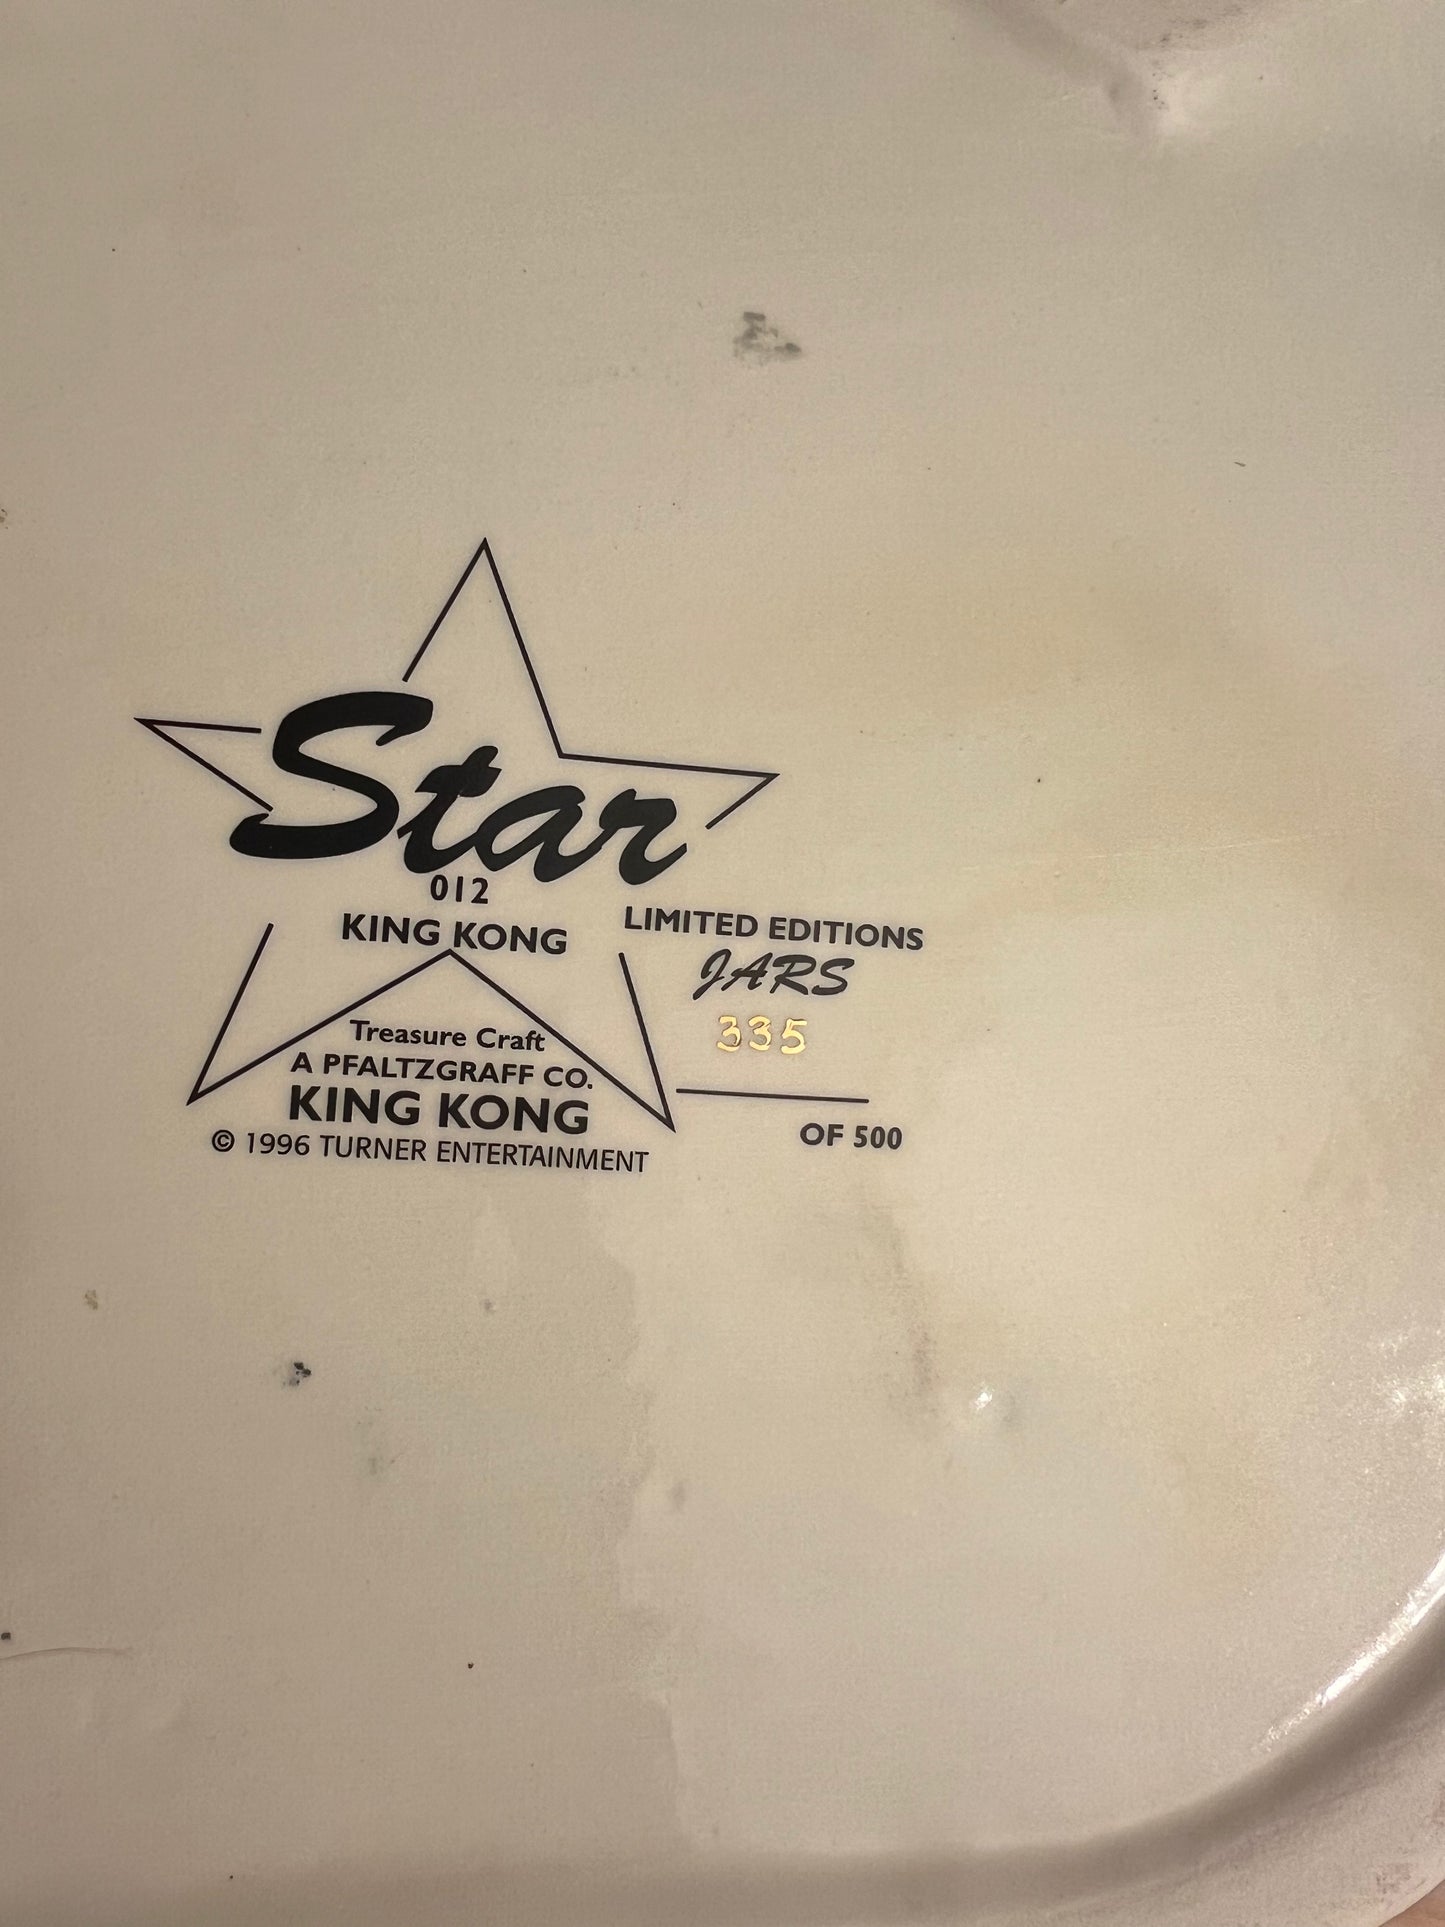 Star
012
KING KONG
LIMITED EDITIONS
JARS
335
OF 500
Treasure Craft
A PFALTZGRAFF CO.
KING KONG
© 1996 TURNER ENTERTAINMENT